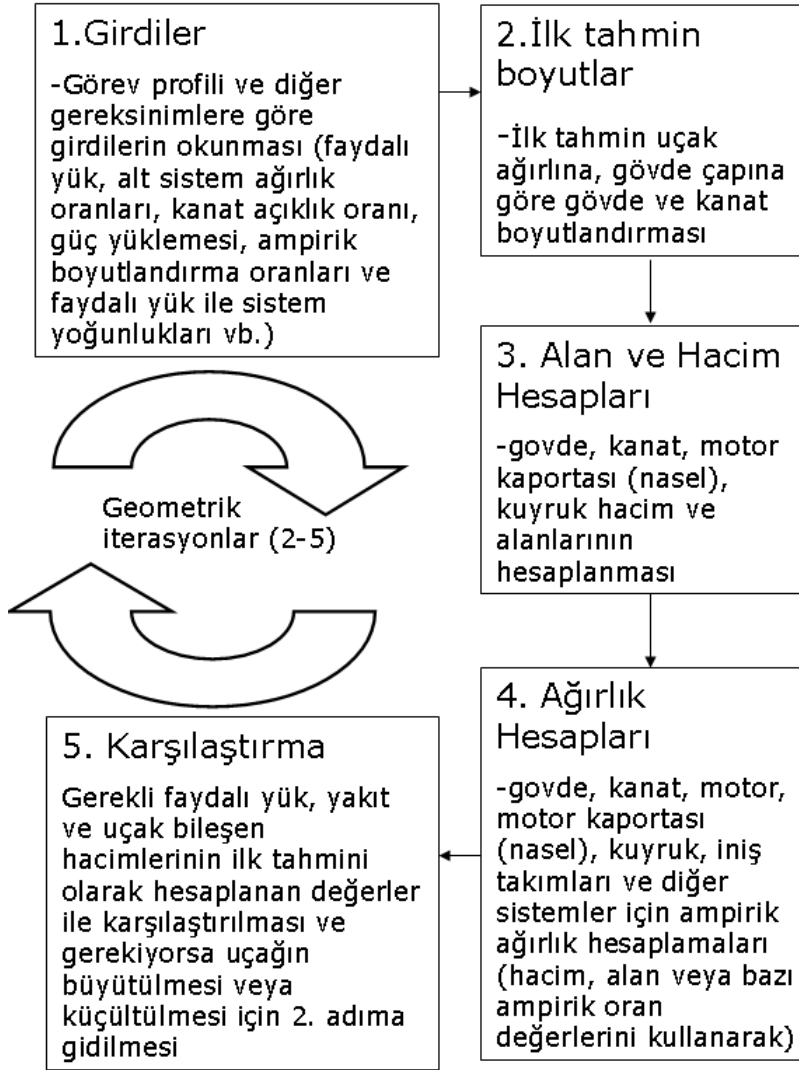 1.Girdiler
-Görev profili ve diğer
gereksinimlere göre
girdilerin okunması (faydalı
yük, alt sistem ağırlık
oranları, kanat açıklık oranı,
güç yüklemesi, ampirik
boyutlandırma oranları ve
faydalı yük ile sistem
yoğunlukları vb.)
2.İlk tahmin
boyutlar
-İlk tahmin uçak
ağırlına, gövde çapına
göre gövde ve kanat
boyutlandırması
3. Alan ve Hacim
Hesapları
-govde, kanat, motor
kaportası (nasel),
kuyruk hacim ve
alanlarının
hesaplanması
Geometrik
iterasyonlar (2-5)
4. Ağırlık
Hesapları
-govde, kanat, motor,
motor kaportası
(nasel), kuyruk, iniş
takımları ve diğer
sistemler için ampirik
ağırlık hesaplamaları
(hacim, alan veya bazı
ampirik oran
değerlerini kullanarak)
5. Karşılaştırma
Gerekli faydalı yük, yakıt
ve uçak bileşen
hacimlerinin ilk tahmini
olarak hesaplanan değerler
ile karşılaştırılması ve
gerekiyorsa uçağın
büyütülmesi veya
küçültülmesi için 2. adıma
gidilmesi